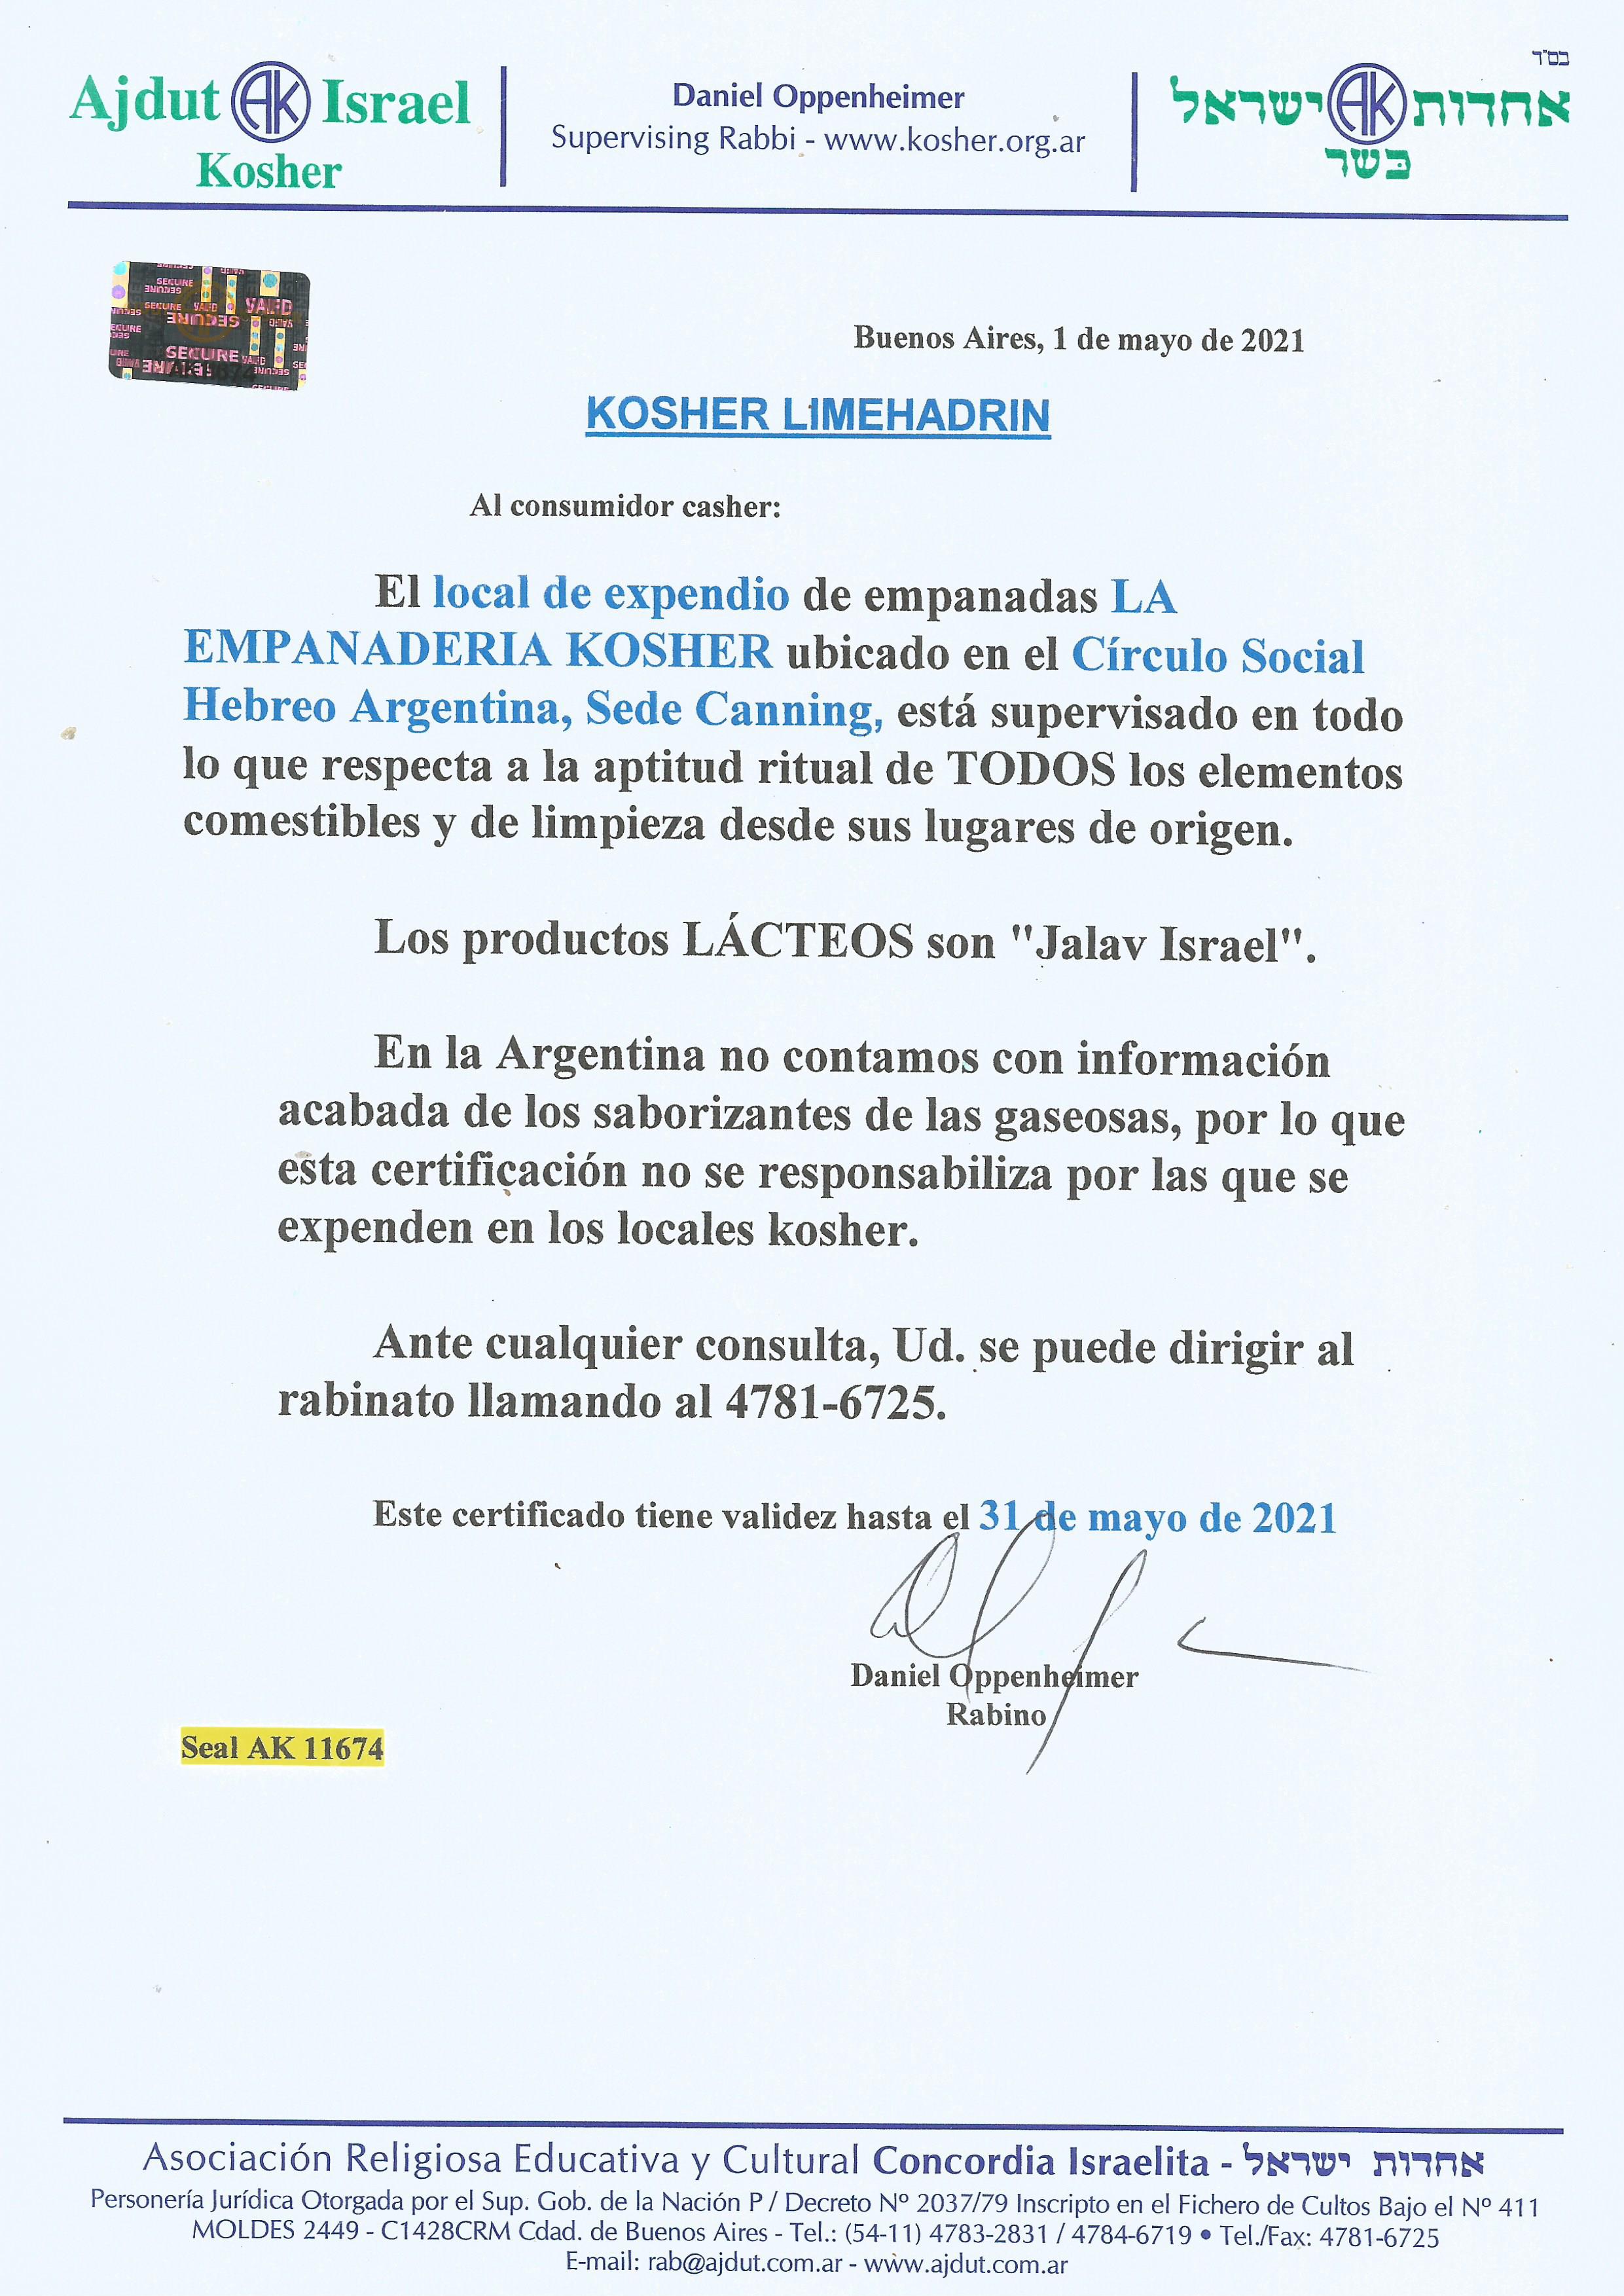 בס"ד
Ajdut AK Israel
Kosher
Daniel Oppenheimer
Supervising Rabbi - www.kosher.org.ar
אחדות AK ישראל
כשר
SECURE
VALID
SECURE
Buenos Aires, 1 de mayo de 2021
KOSHER LIMEHADRIN
Al consumidor casher:
El local de expendio de empanadas LA
EMPANADERIA KOSHER ubicado en el Círculo Social
Hebreo Argentina, Sede Canning, está supervisado en todo
lo que respecta a la aptitud ritual de TODOS los elementos
comestibles y de limpieza desde sus lugares de origen.
Los productos LÁCTEOS son "Jalav Israel".
En la Argentina no contamos con información
acabada de los saborizantes de las gaseosas, por lo que
esta certificación no se responsabiliza por las que se
expenden en los locales kosher.
Ante cualquier consulta, Ud. se puede dirigir al
rabinato llamando al 4781-6725.
Este certificado tiene validez hasta el 31 de mayo de 2021
Daniel Oppenheimer
Rabino
Seal AK 11674
Asociación Religiosa Educativa y Cultural Concordia Israelita - אחדות ישראל
Personería Jurídica Otorgada por el Sup. Gob. de la Nación P / Decreto Nº 2037/79 Inscripto en el Fichero de Cultos Bajo el Nº 411
MOLDES 2449 - C1428CRM Cdad. de Buenos Aires - Tel.: (54-11) 4783-2831 / 4784-6719 • Tel./Fax: 4781-6725
E-mail: rab@ajdut.com.ar - www.ajdut.com.ar